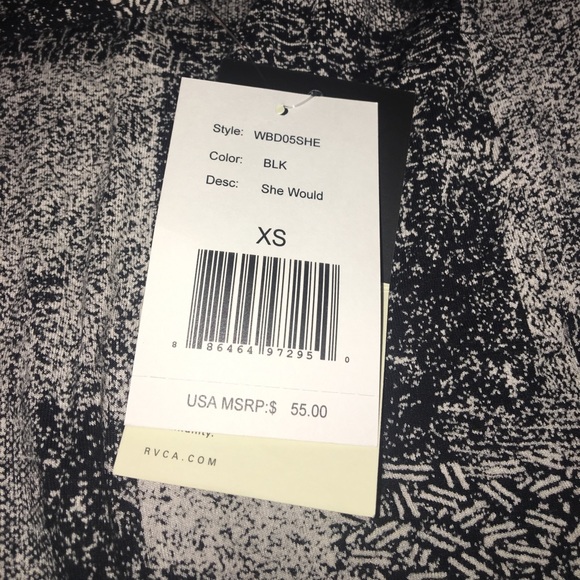 Style: WBD05SHE
Color: BLK
Desc: She Would
XS
8 86464 97295 0
USA MSRP:$ 55.00
RVCA.COM